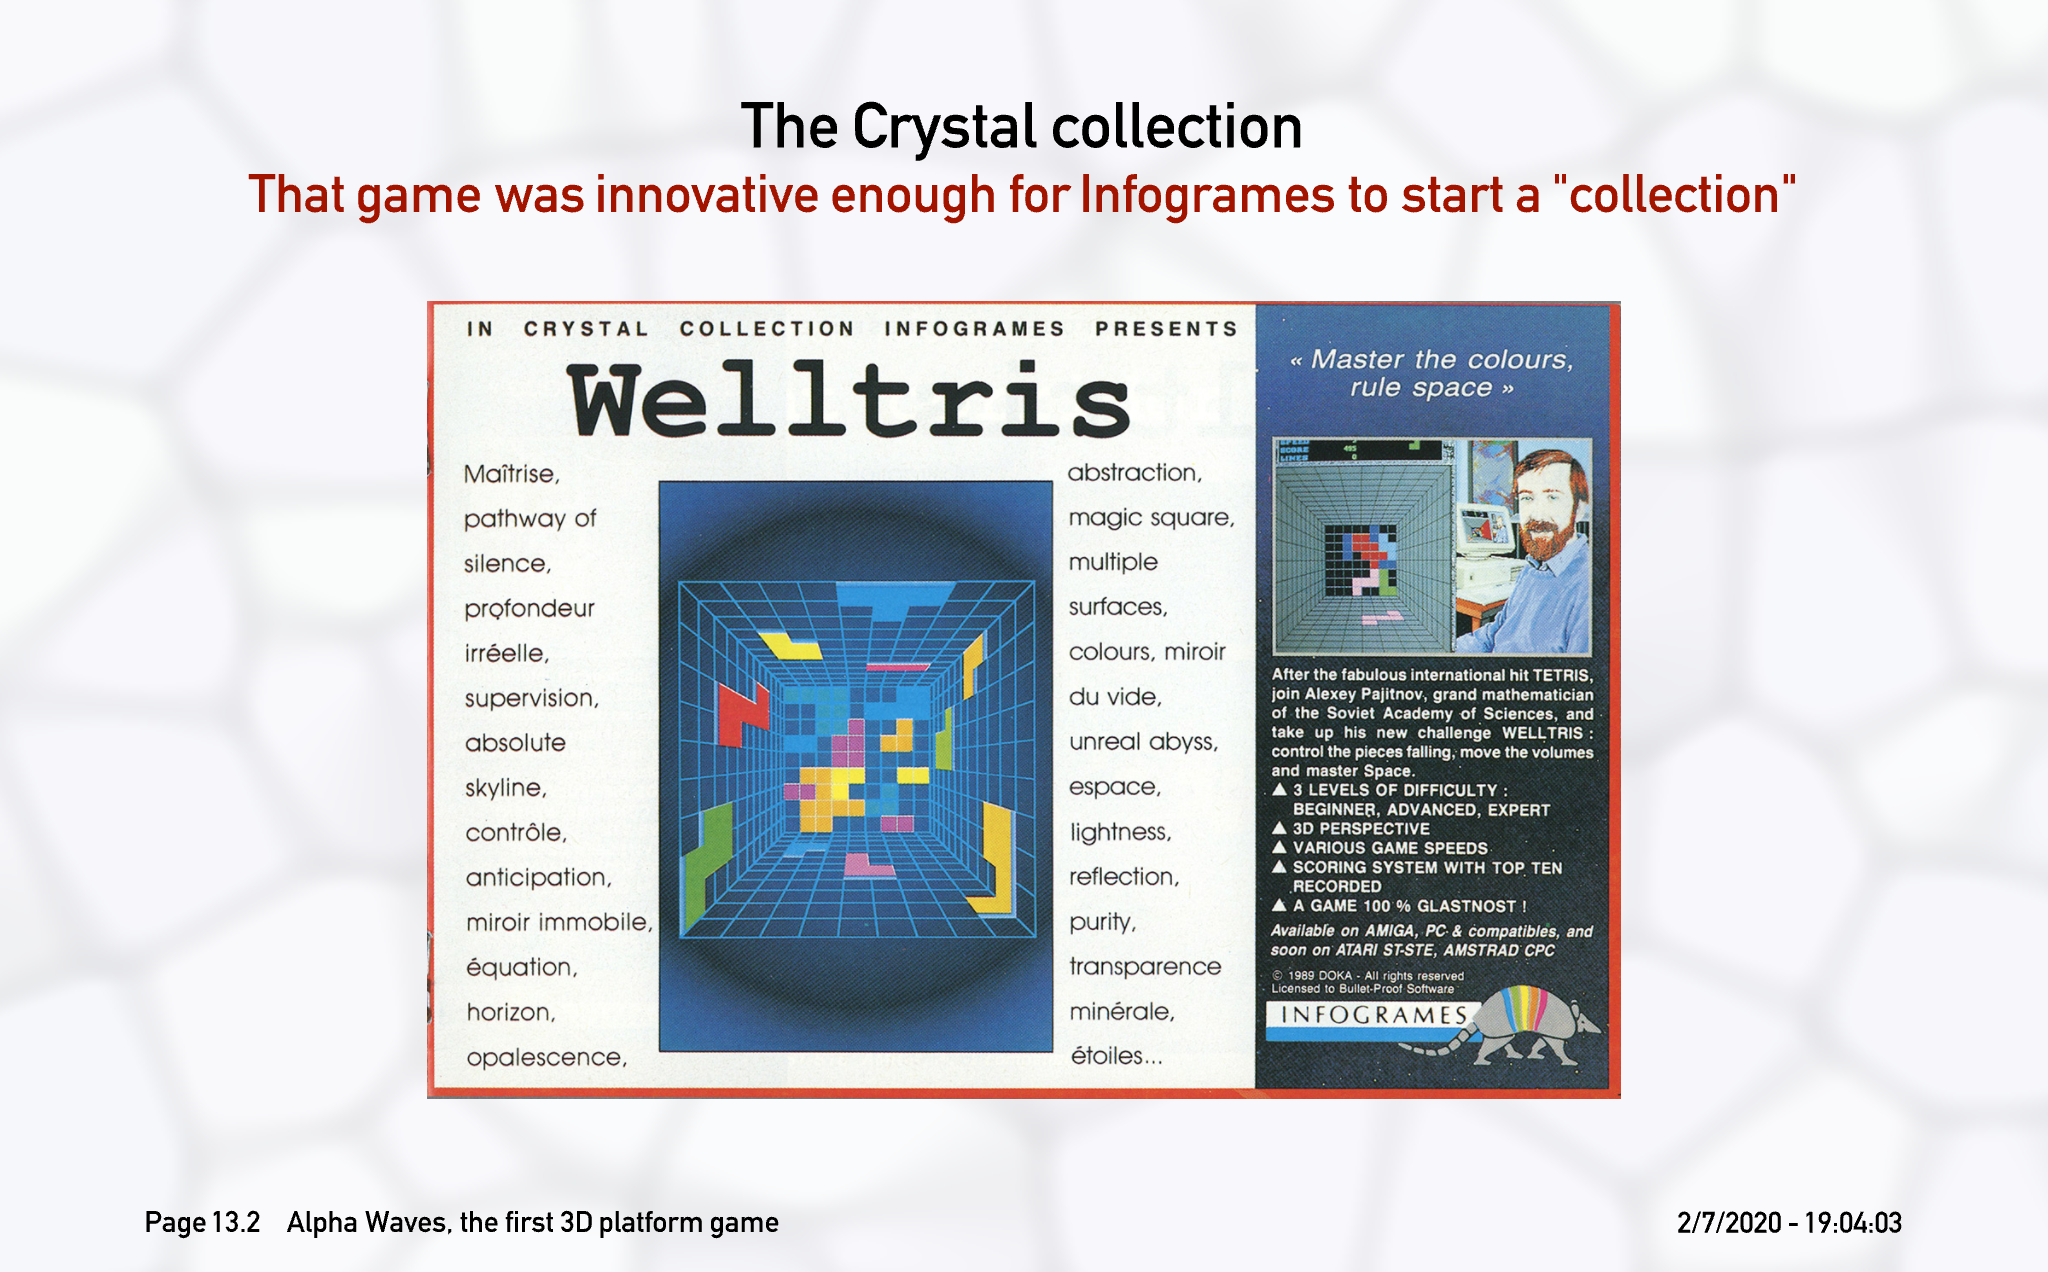 The Crystal collection
That game was innovative enough for Infogrames to start a "collection"
IN CRYSTAL COLLECTION INFOGRAMES PRESENTS
Welltris
Maîtrise,
pathway of
silence,
profondeur
irréelle,
supervision,
absolute
skyline,
contrôle,
anticipation,
miroir immobile,
équation,
horizon,
opalescence,
abstraction,
magic square,
multiple
surfaces,
colours, miroir
du vide,
unreal abyss,
espace,
lightness,
reflection,
purity,
transparence
minérale,
étoiles...
« Master the colours,
rule space »
SCORE 495
LINES 0
After the fabulous international hit TETRIS,
join Alexey Pajitnov, grand mathematician
of the Soviet Academy of Sciences, and
take up his new challenge WELLTRIS :
control the pieces falling, move the volumes
and master Space.
▲ 3 LEVELS OF DIFFICULTY :
BEGINNER, ADVANCED, EXPERT
▲ 3D PERSPECTIVE
▲ VARIOUS GAME SPEEDS
▲ SCORING SYSTEM WITH TOP TEN
RECORDED
▲ A GAME 100 % GLASTNOST !
Available on AMIGA, PC & compatibles, and
soon on ATARI ST-STE, AMSTRAD CPC
© 1989 DOKA - All rights reserved
Licensed to Bullet-Proof Software
INFOGRAMES
Page 13.2 Alpha Waves, the first 3D platform game
2/7/2020 - 19:04:03